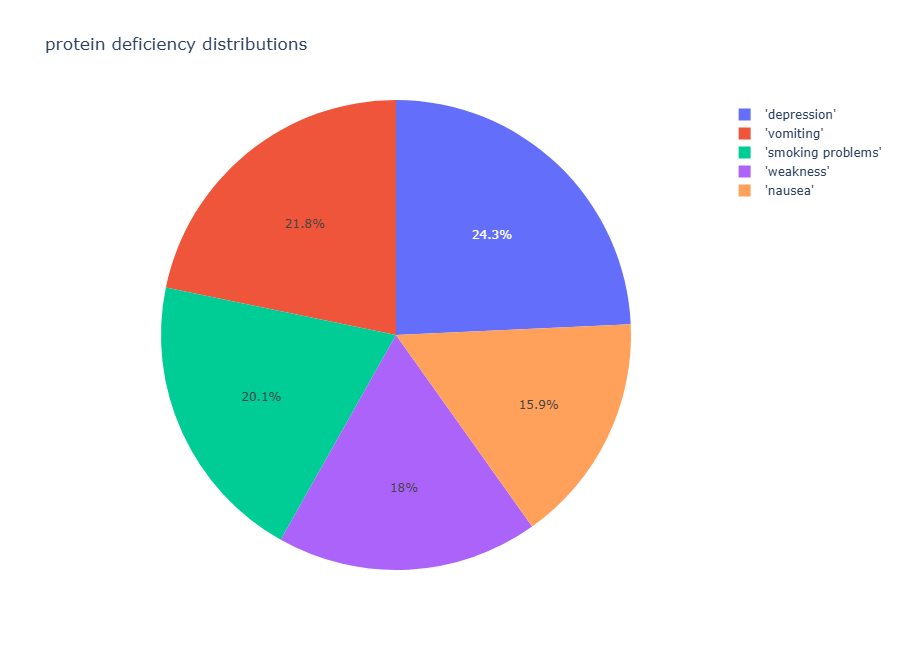 protein deficiency distributions
'depression'
'vomiting'
'smoking problems'
'weakness'
'nausea'
21.8%
24.3%
20.1%
15.9%
18%